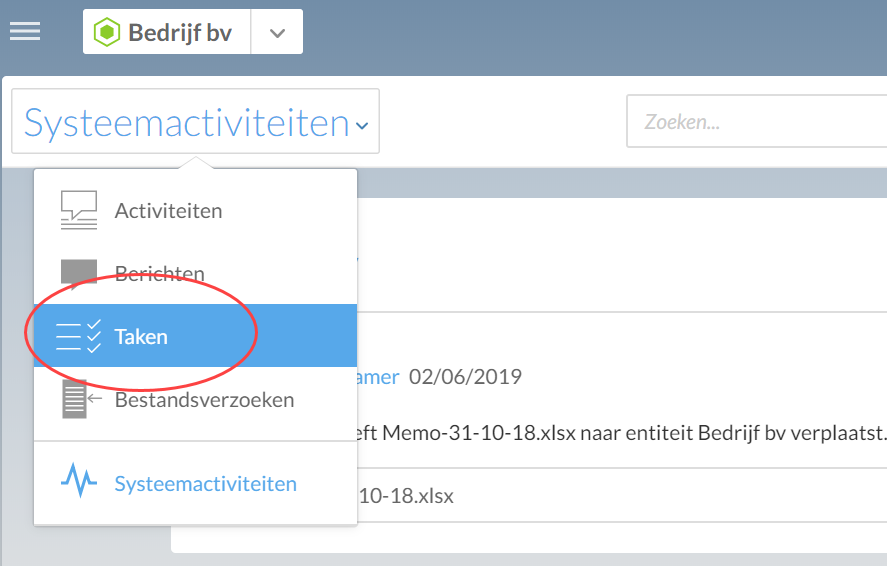 Bedrijf bv
Systeemactiviteiten
Zoeken...
Activiteiten
Berichten
Taken
Bestandsverzoeken
Systeemactiviteiten
amer 02/06/2019
eft Memo-31-10-18.xlsx naar entiteit Bedrijf bv verplaatst.
10-18.xlsx